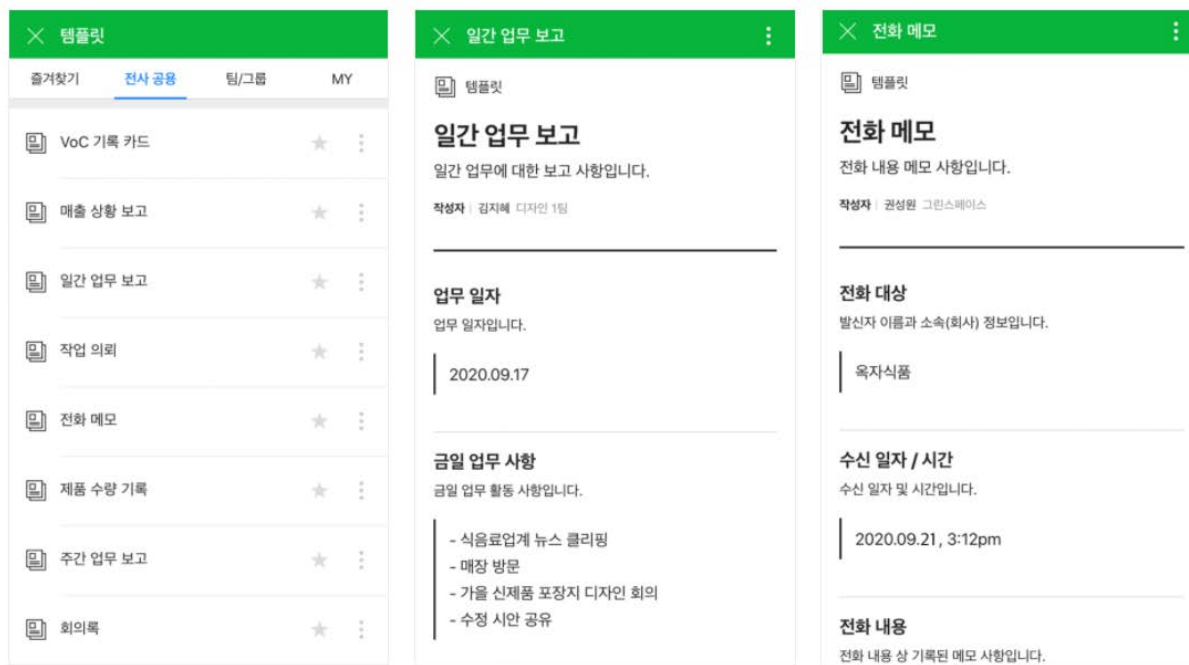 템플릿
즐겨찾기 전사 공용 팀/그룹 MY
VoC 기록 카드
매출 상황 보고
일간 업무 보고
작업 의뢰
전화 메모
제품 수량 기록
주간 업무 보고
회의록
일간 업무 보고
템플릿
일간 업무 보고
일간 업무에 대한 보고 사항입니다.
작성자 | 김지혜 디자인 1팀
업무 일자
업무 일자입니다.
2020.09.17
금일 업무 사항
금일 업무 활동 사항입니다.
- 식음료업계 뉴스 클리핑
- 매장 방문
- 가을 신제품 포장지 디자인 회의
- 수정 시안 공유
전화 메모
템플릿
전화 메모
전화 내용 메모 사항입니다.
작성자 | 권성원 그린스페이스
전화 대상
발신자 이름과 소속(회사) 정보입니다.
옥자식품
수신 일자 / 시간
수신 일자 및 시간입니다.
2020.09.21, 3:12pm
전화 내용
전화 내용 상 기록된 메모 사항입니다.